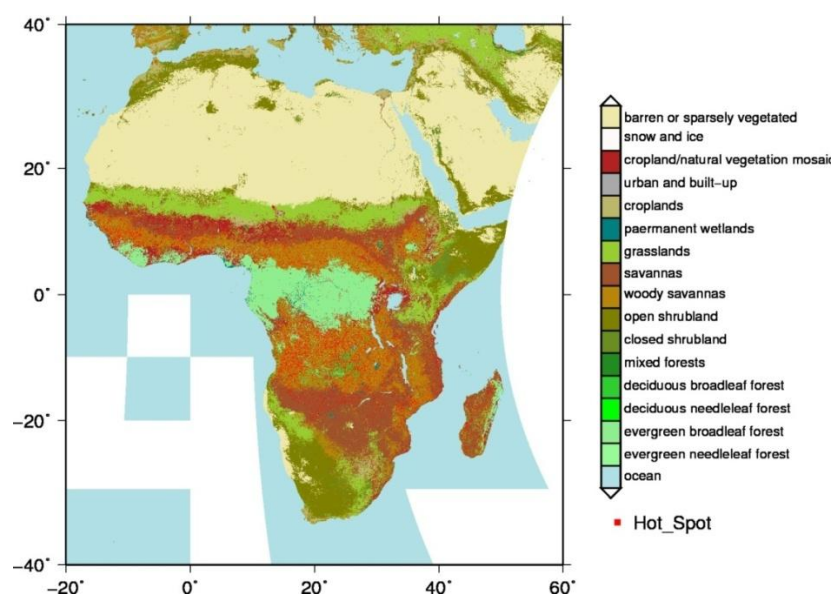 40°
20°
0°
-20°
-40°
-20°
0°
20°
40°
60°
barren or sparsely vegetated
snow and ice
cropland/natural vegetation mosaic
urban and built-up
croplands
paermanent wetlands
grasslands
savannas
woody savannas
open shrubland
closed shrubland
mixed forests
deciduous broadleaf forest
deciduous needleleaf forest
evergreen broadleaf forest
evergreen needleleaf forest
ocean
Hot_Spot